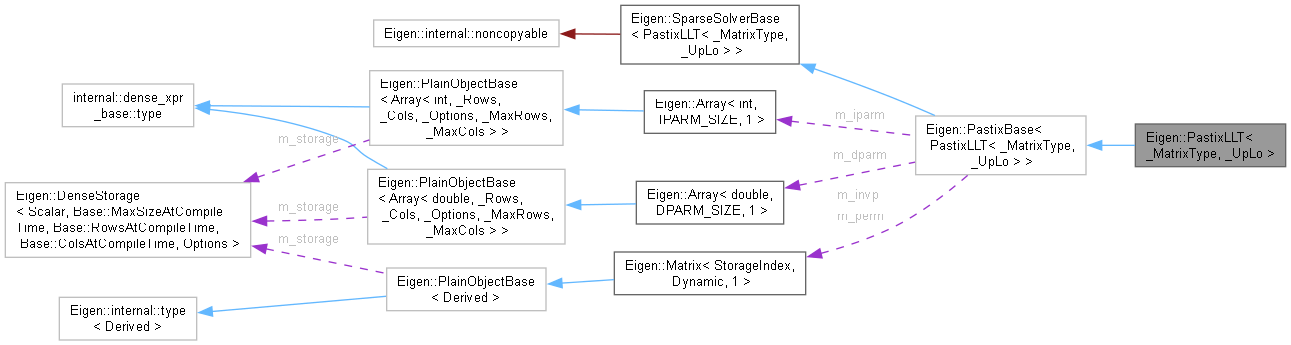 Eigen::internal::noncopyable
Eigen::SparseSolverBase
< PastixLLT< _MatrixType,
_UpLo > >
internal::dense_xpr
_base::type
Eigen::PlainObjectBase
< Array< int, _Rows,
_Cols, _Options, _MaxRows,
_MaxCols > >
Eigen::Array< int,
IPARM_SIZE, 1 >
m_iparm
Eigen::PastixBase<
PastixLLT< _MatrixType,
_UpLo > >
Eigen::PastixLLT<
_MatrixType, _UpLo >
m_storage
m_dparm
Eigen::DenseStorage
< Scalar, Base::MaxSizeAtCompile
Time, Base::RowsAtCompileTime,
Base::ColsAtCompileTime, Options >
m_storage
Eigen::PlainObjectBase
< Array< double, _Rows,
_Cols, _Options, _MaxRows,
_MaxCols > >
Eigen::Array< double,
DPARM_SIZE, 1 >
m_invp
m_perm
m_storage
Eigen::PlainObjectBase
< Derived >
Eigen::Matrix< StorageIndex,
Dynamic, 1 >
Eigen::internal::type
< Derived >